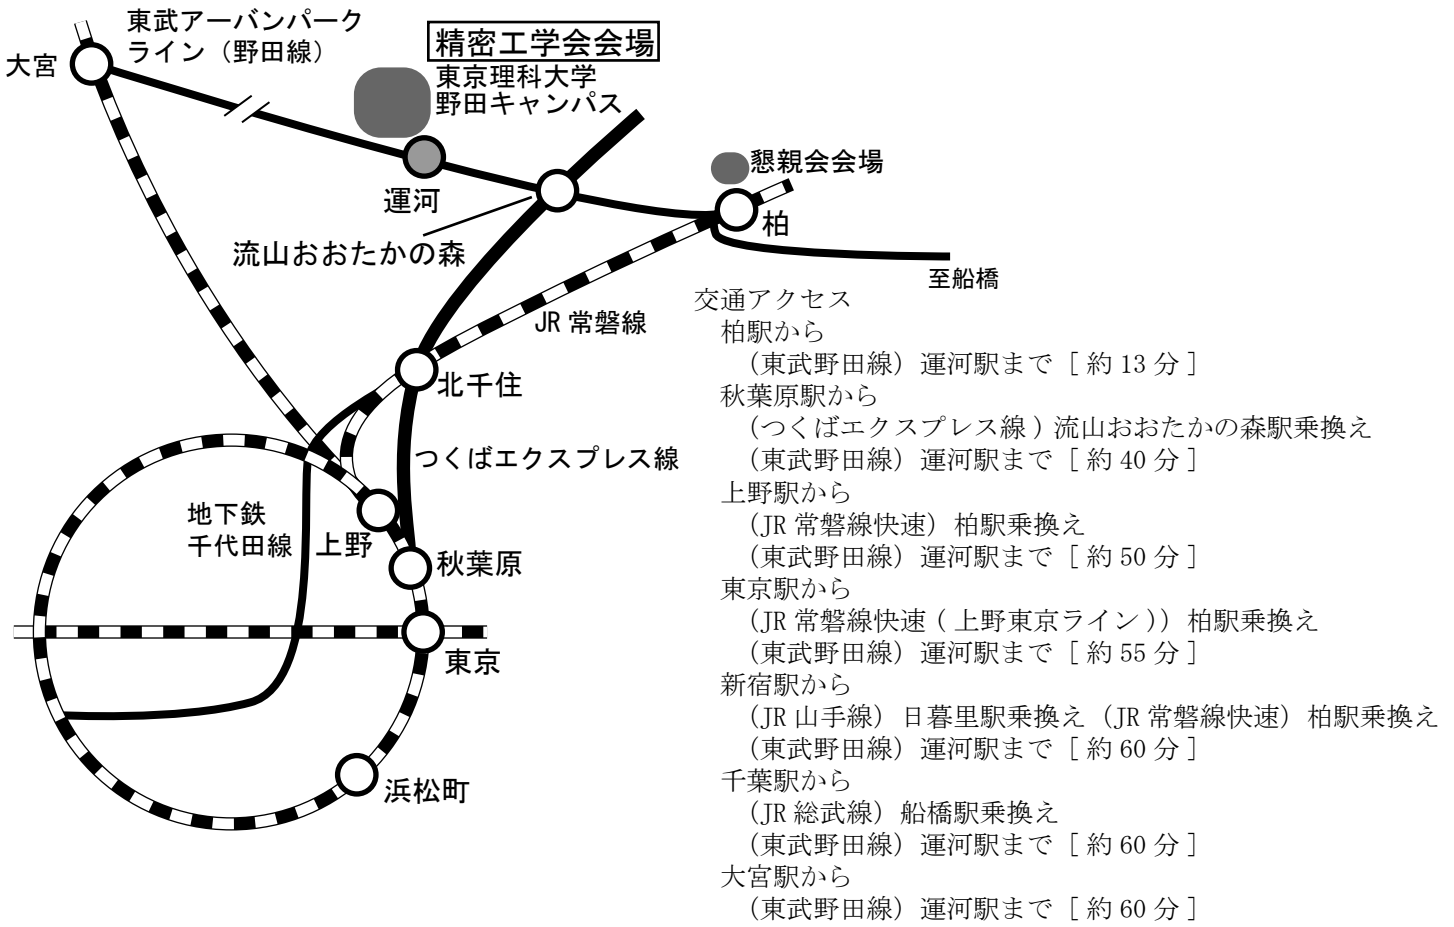 東武アーバンパーク
ライン（野田線）
大宮
精密工学会会場
東京理科大学
野田キャンパス
運河
懇親会会場
柏
流山おおたかの森
至船橋
JR 常磐線
北千住
つくばエクスプレス線
地下鉄
千代田線
上野
秋葉原
東京
浜松町
交通アクセス
柏駅から
（東武野田線）運河駅まで［ 約 13 分 ］
秋葉原駅から
（つくばエクスプレス線 ) 流山おおたかの森駅乗換え
（東武野田線）運河駅まで［ 約 40 分 ］
上野駅から
（JR 常磐線快速）柏駅乗換え
（東武野田線）運河駅まで［ 約 50 分 ］
東京駅から
（JR 常磐線快速 ( 上野東京ライン )）柏駅乗換え
（東武野田線）運河駅まで［ 約 55 分 ］
新宿駅から
（JR 山手線）日暮里駅乗換え（JR 常磐線快速）柏駅乗換え
（東武野田線）運河駅まで［ 約 60 分 ］
千葉駅から
（JR 総武線）船橋駅乗換え
（東武野田線）運河駅まで［ 約 60 分 ］
大宮駅から
（東武野田線）運河駅まで［ 約 60 分 ］